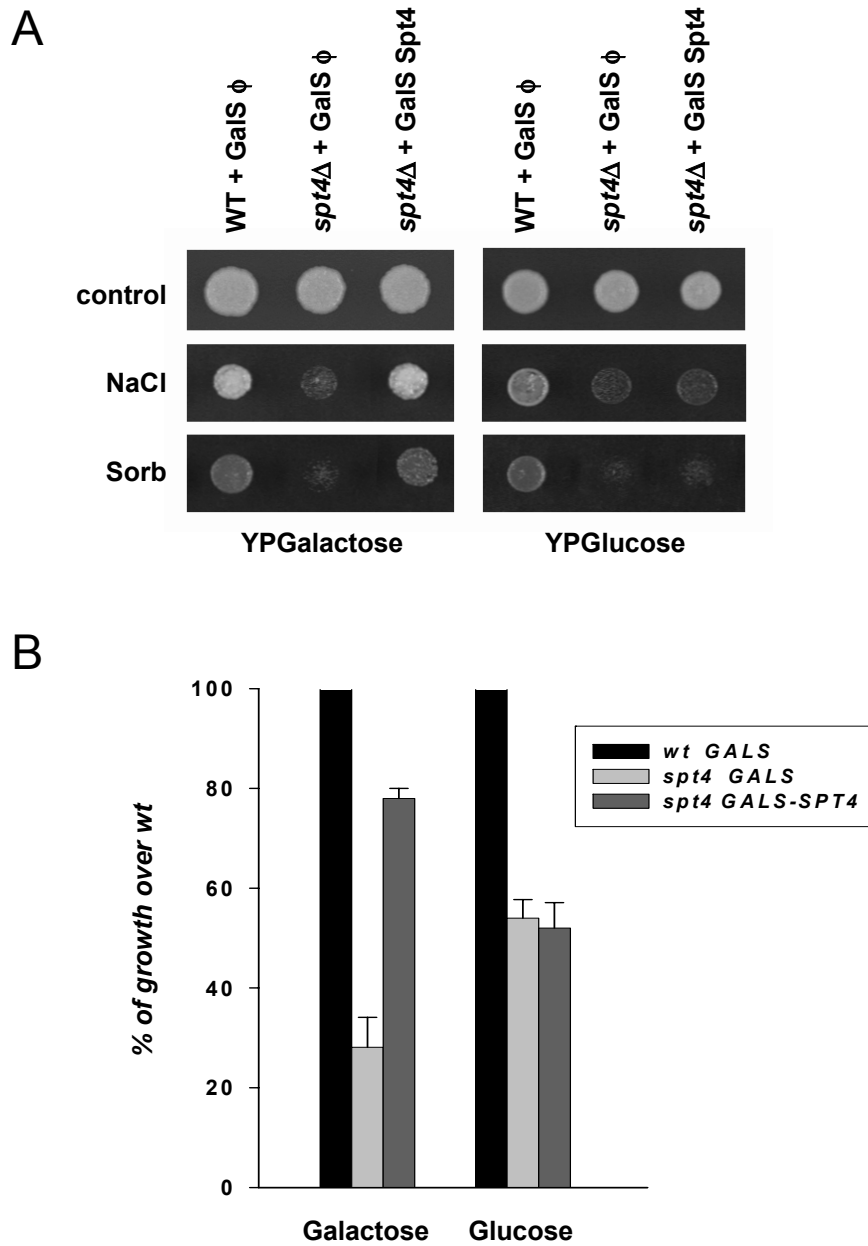 A
WT + GalS ϕ
spt4Δ + GalS ϕ
spt4Δ + GalS Spt4
WT + GalS ϕ
spt4Δ + GalS ϕ
spt4Δ + GalS Spt4
control
NaCl
Sorb
YPGalactose YPGlucose
B
% of growth over wt
100
80
60
40
20
0
wt GALS
spt4 GALS
spt4 GALS-SPT4
Galactose Glucose